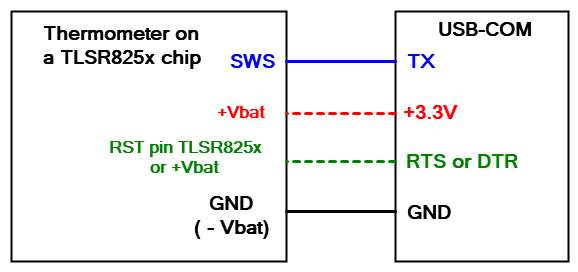 Thermometer on
a TLSR825x chip
USB-COM
SWS
TX
+Vbat
+3.3V
RST pin TLSR825x
or +Vbat
RTS or DTR
GND
( - Vbat)
GND